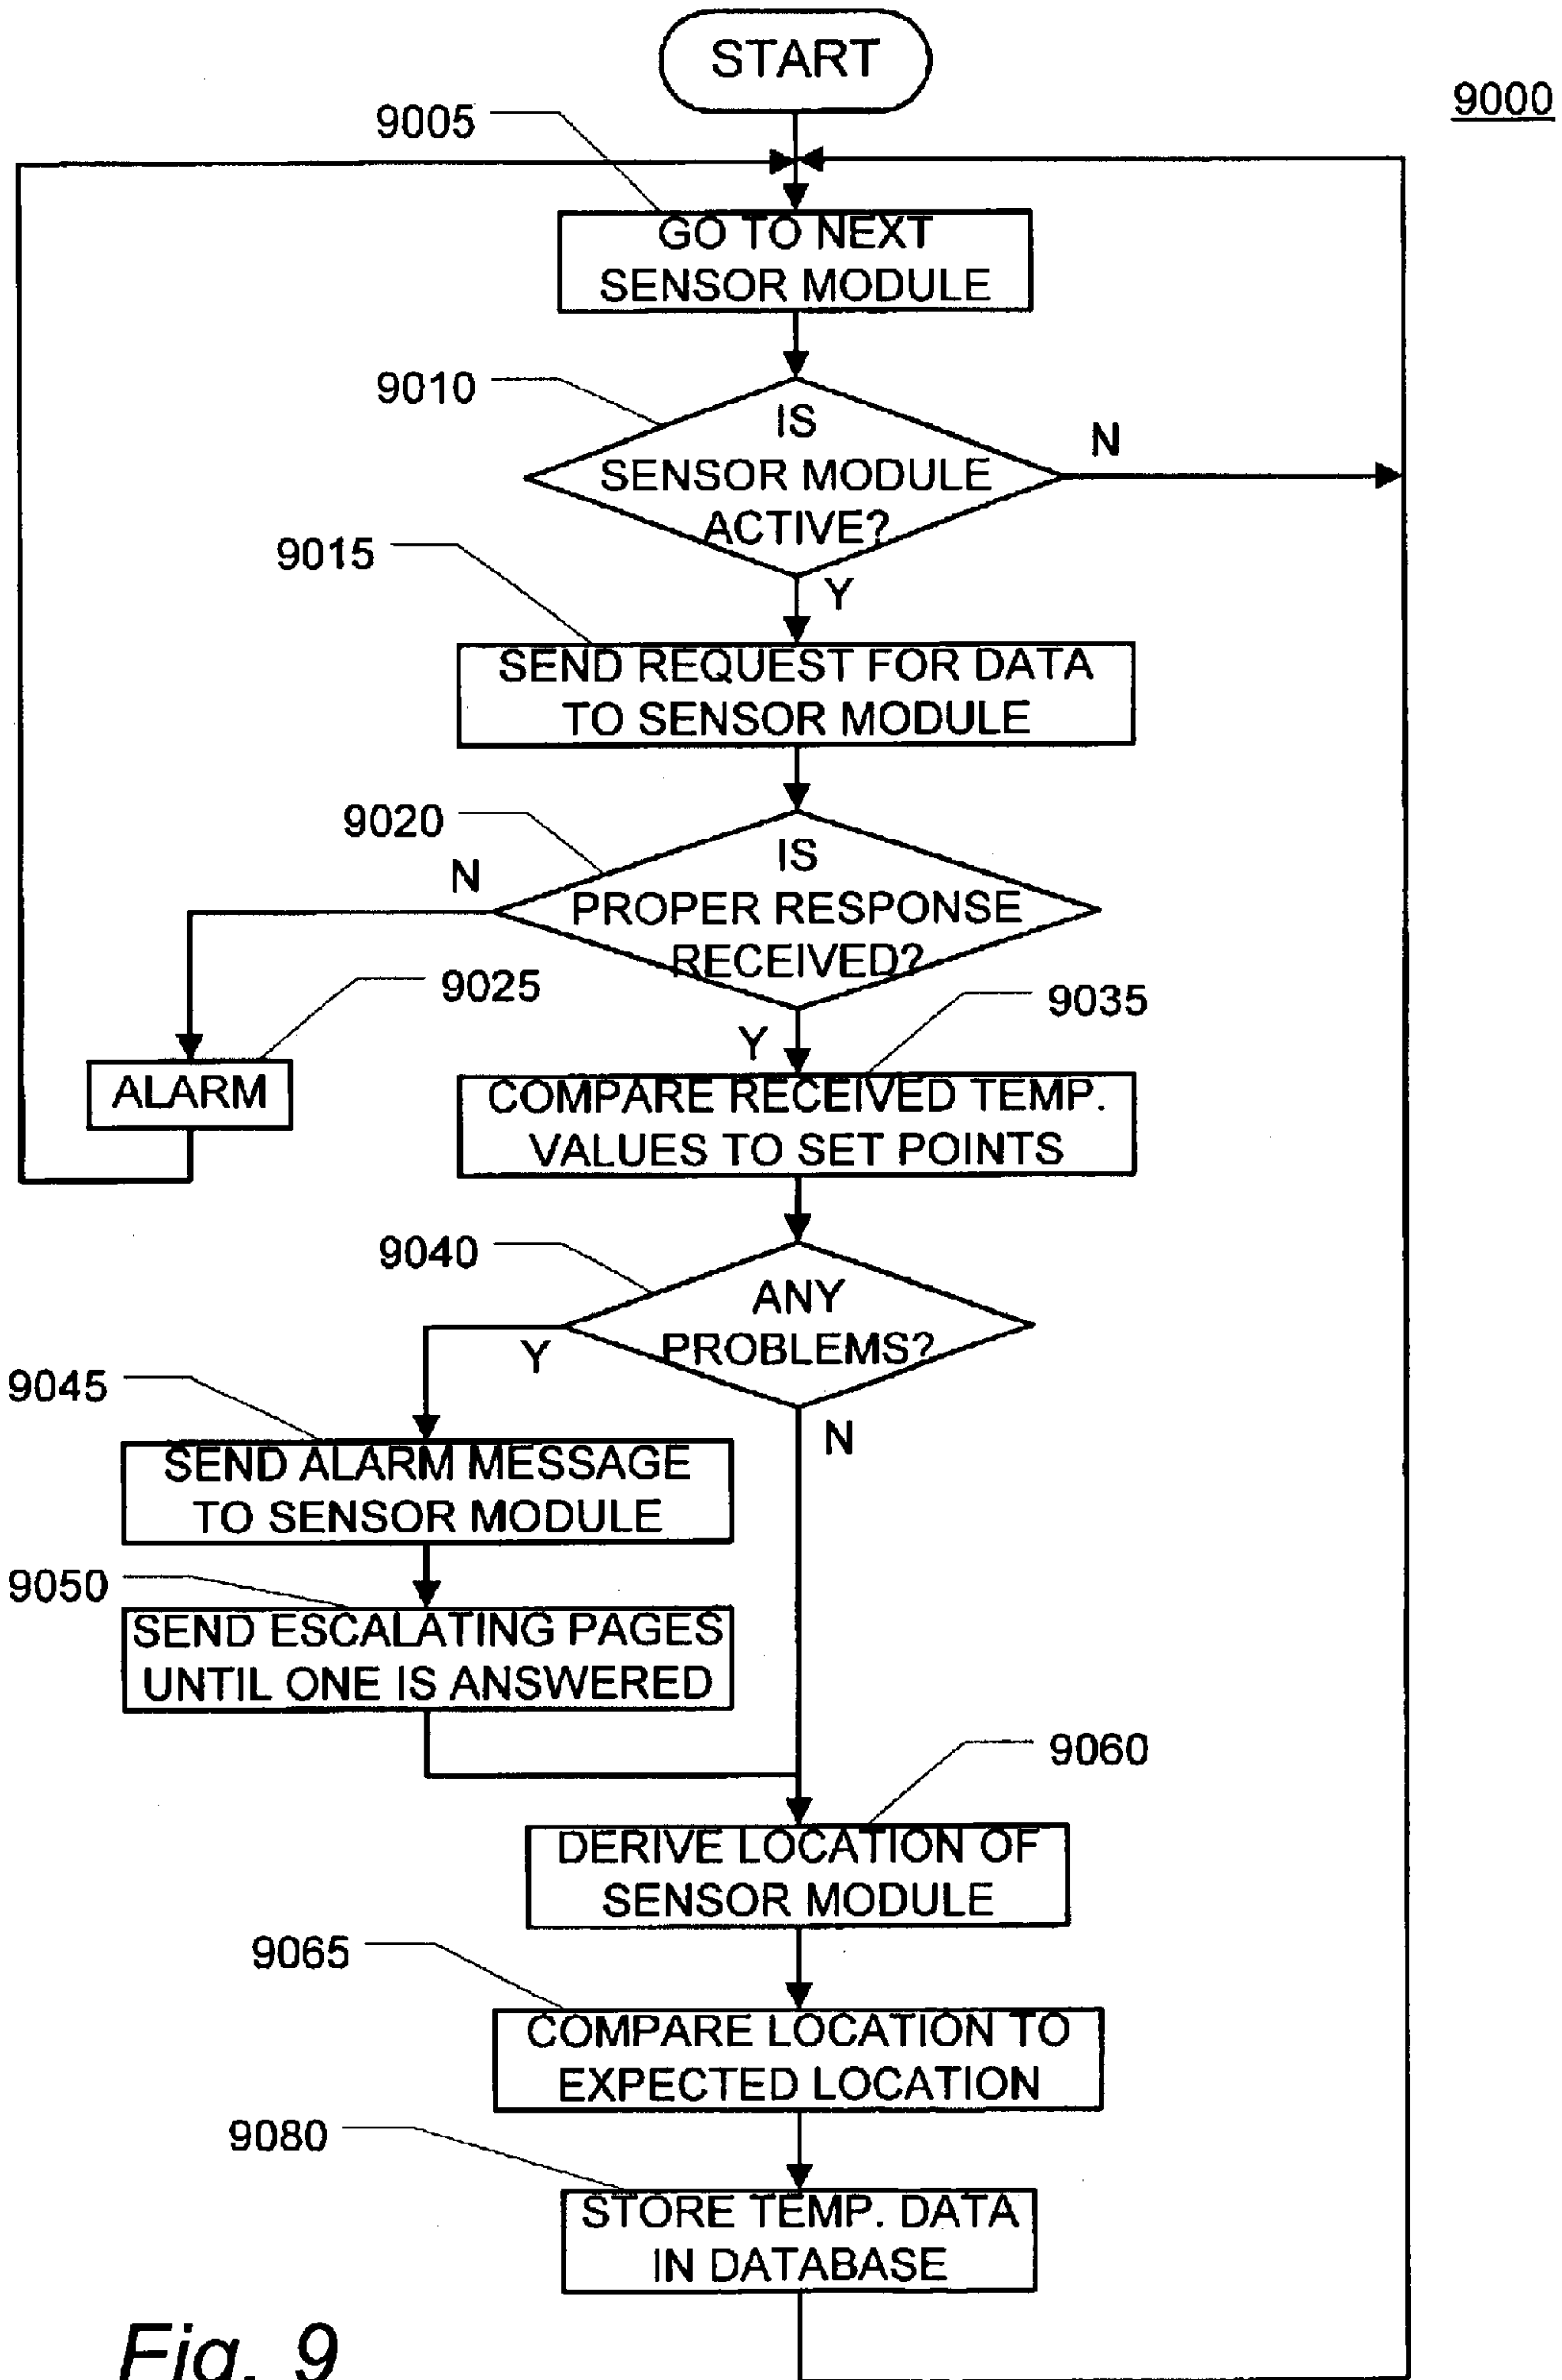 START
9000
9005
GO TO NEXT
SENSOR MODULE
9010
IS
SENSOR MODULE
ACTIVE?
N
Y
9015
SEND REQUEST FOR DATA
TO SENSOR MODULE
9020
IS
PROPER RESPONSE
RECEIVED?
N
Y
9025
ALARM
9035
COMPARE RECEIVED TEMP.
VALUES TO SET POINTS
9040
ANY
PROBLEMS?
Y
N
9045
SEND ALARM MESSAGE
TO SENSOR MODULE
9050
SEND ESCALATING PAGES
UNTIL ONE IS ANSWERED
9060
DERIVE LOCATION OF
SENSOR MODULE
9065
COMPARE LOCATION TO
EXPECTED LOCATION
9080
STORE TEMP. DATA
IN DATABASE
Fig. 9